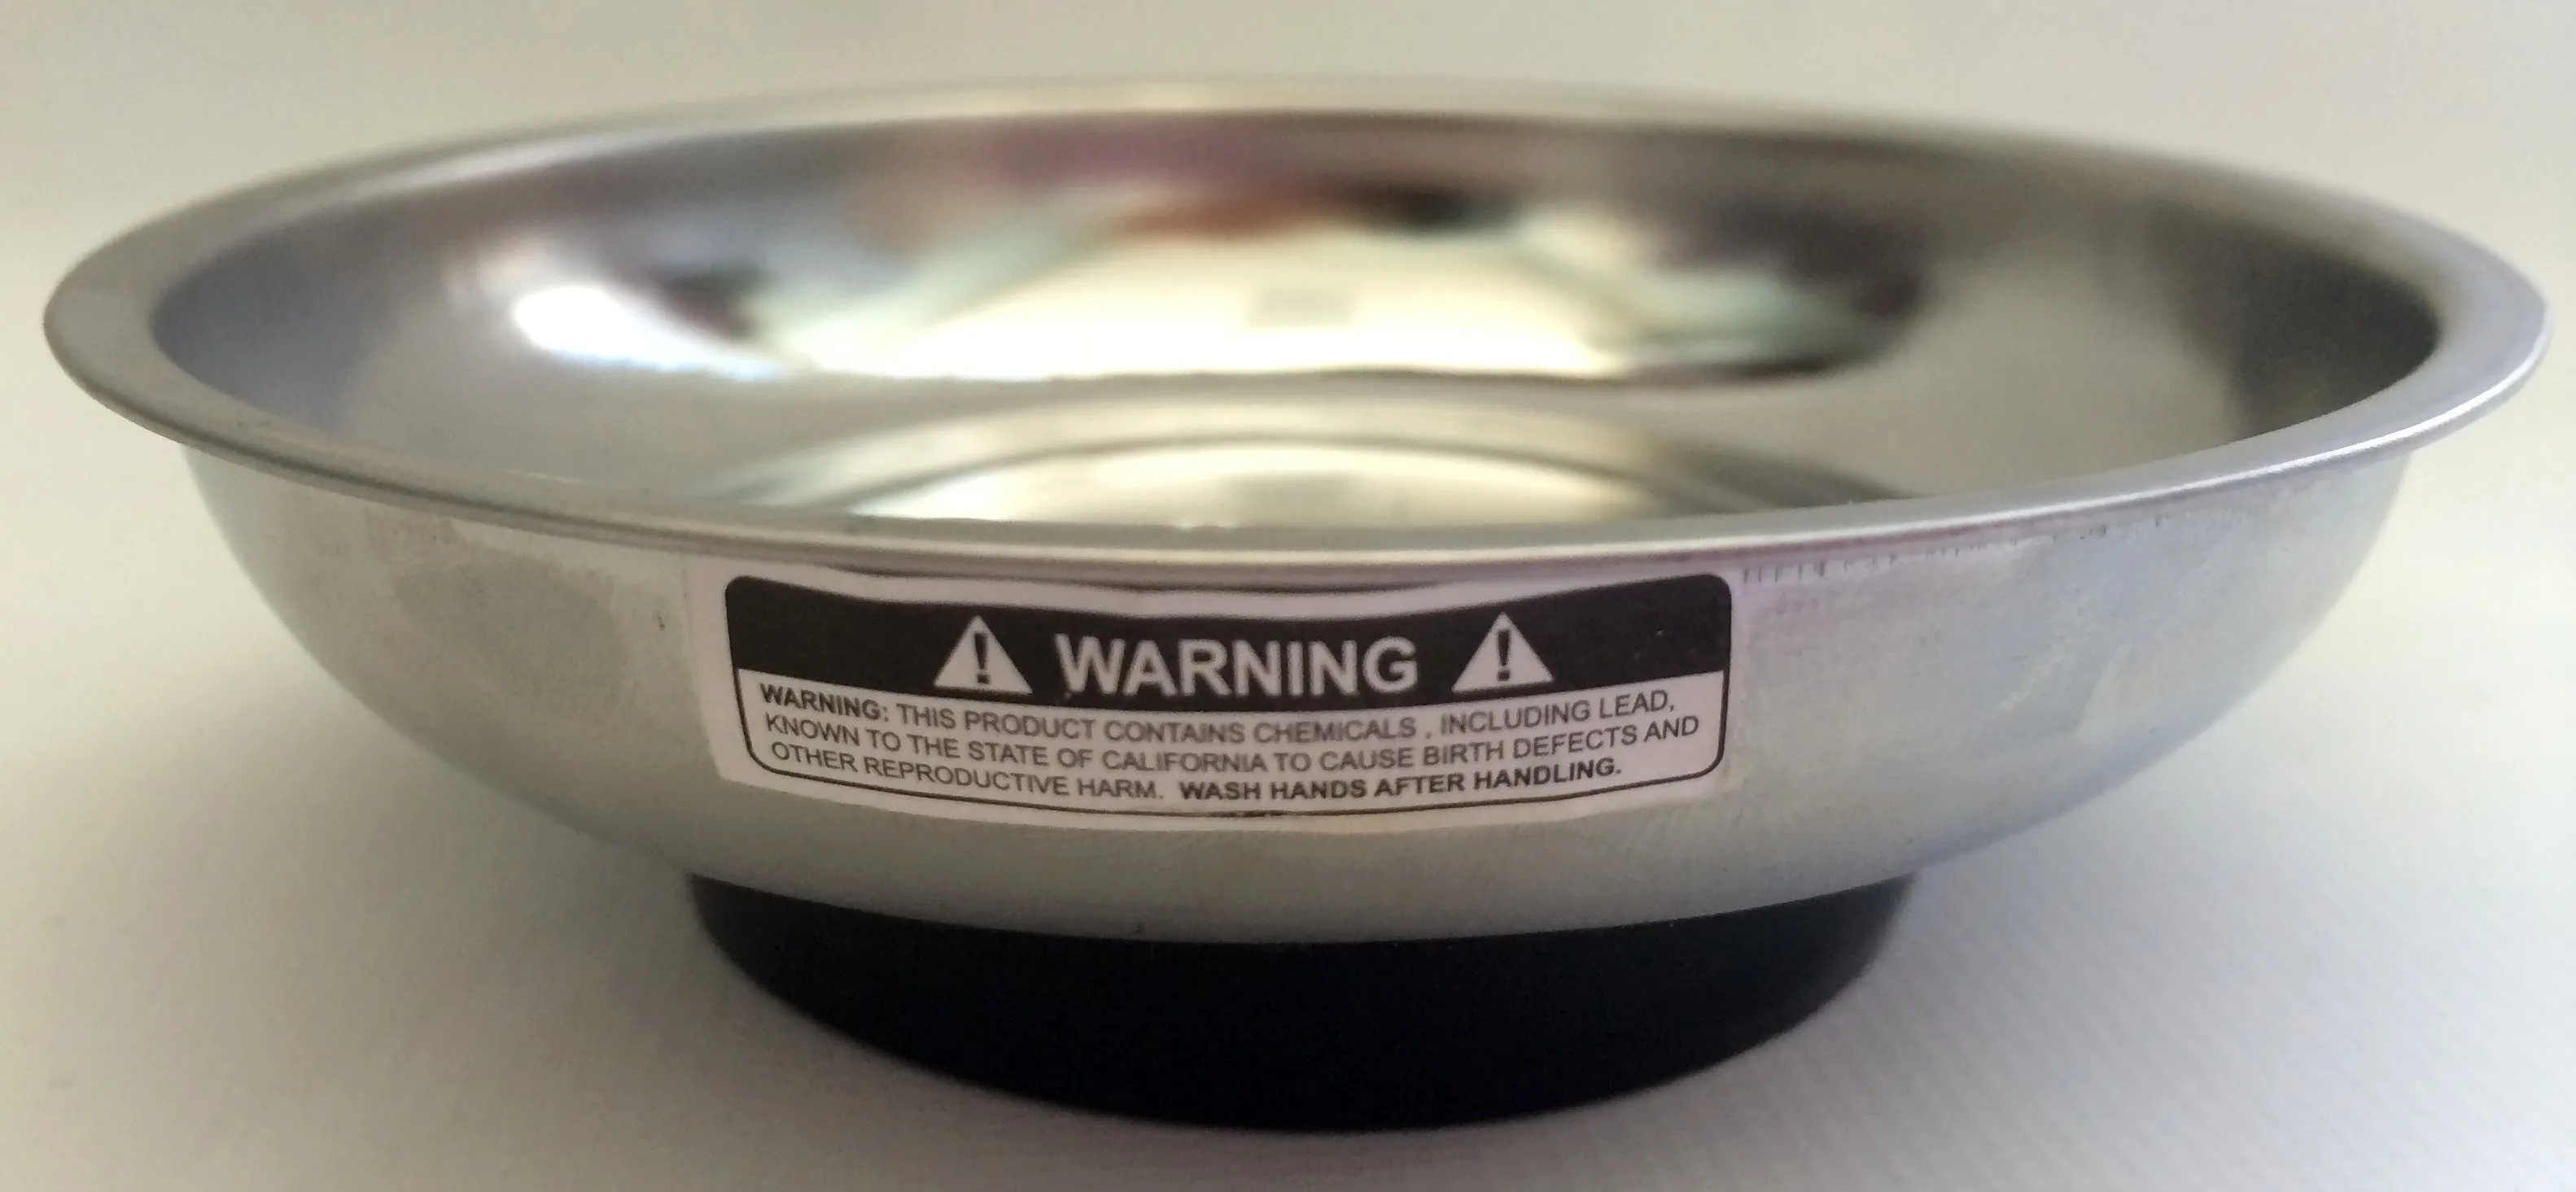 WARNING
WARNING: THIS PRODUCT CONTAINS CHEMICALS , INCLUDING LEAD,
KNOWN TO THE STATE OF CALIFORNIA TO CAUSE BIRTH DEFECTS AND
OTHER REPRODUCTIVE HARM. WASH HANDS AFTER HANDLING.